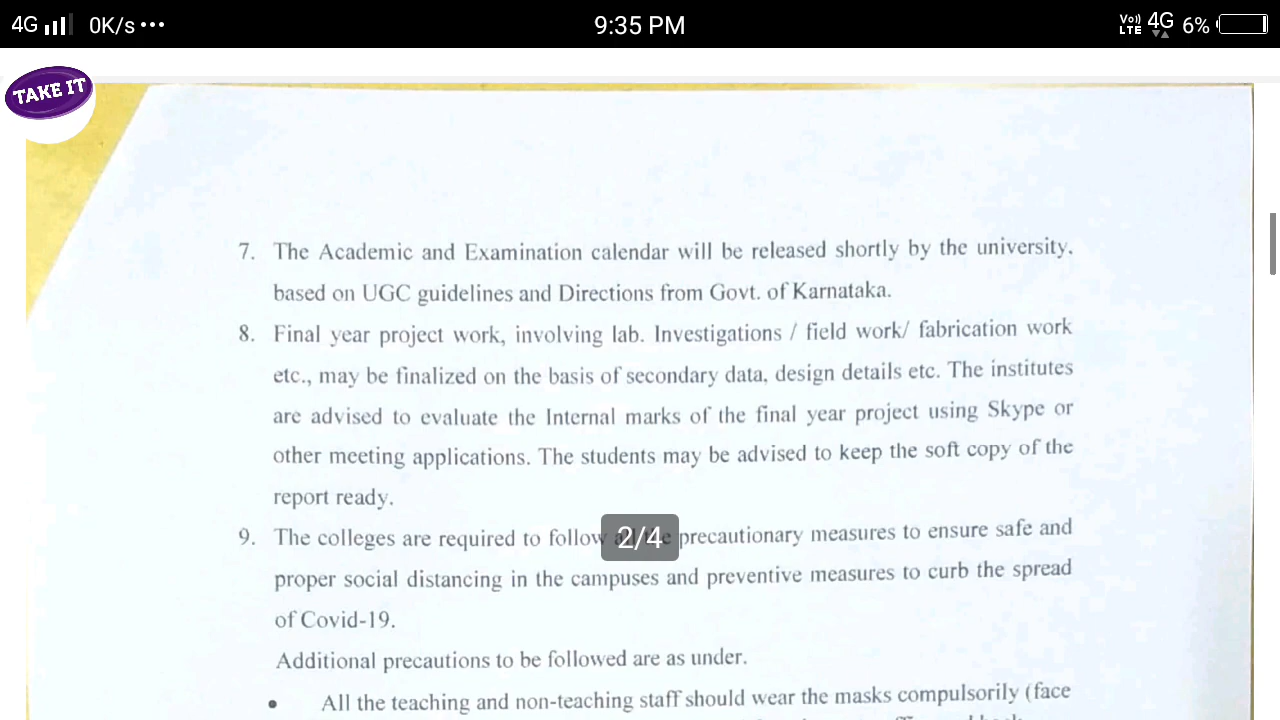 4G 0K/s ••• 9:35 PM Vo)) LTE 4G 6%
TAKE IT
7. The Academic and Examination calendar will be released shortly by the university.
based on UGC guidelines and Directions from Govt. of Karnataka.
8. Final year project work, involving lab. Investigations / field work/ fabrication work
etc., may be finalized on the basis of secondary data, design details etc. The institutes
are advised to evaluate the Internal marks of the final year project using Skype or
other meeting applications. The students may be advised to keep the soft copy of the
report ready.
9. The colleges are required to follow 2/4 precautionary measures to ensure safe and
proper social distancing in the campuses and preventive measures to curb the spread
of Covid-19.
Additional precautions to be followed are as under.
• All the teaching and non-teaching staff should wear the masks compulsorily (face